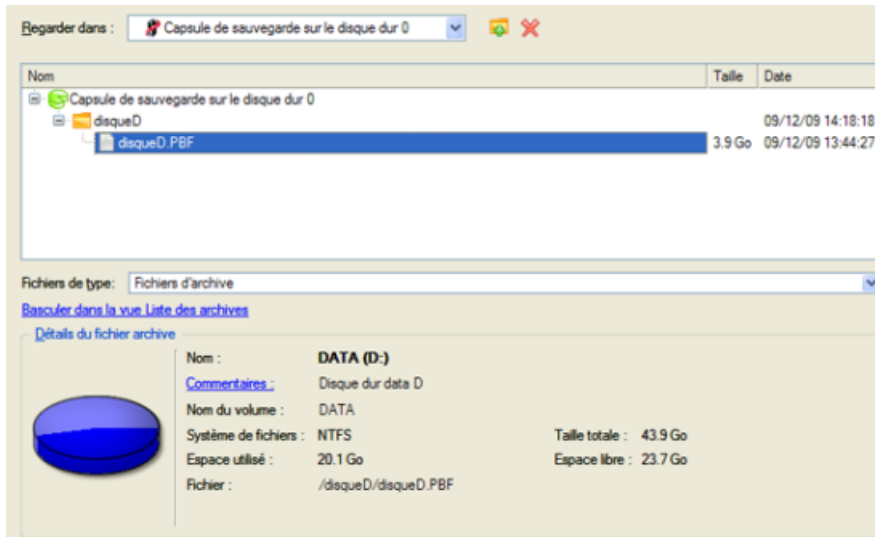 Regarder dans : Capsule de sauvegarde sur le disque dur 0
Nom Taille Date
Capsule de sauvegarde sur le disque dur 0
disqueD 09/12/09 14:18:18
disqueD.PBF 3.9 Go 09/12/09 13:44:27
Fichiers de type: Fichiers d'archive
Basculer dans la vue Liste des archives
Détails du fichier archive
Nom : DATA (D:)
Commentaires : Disque dur data D
Nom du volume : DATA
Système de fichiers : NTFS Taille totale : 43.9 Go
Espace utilisé : 20.1 Go Espace libre : 23.7 Go
Fichier : /disqueD/disqueD.PBF